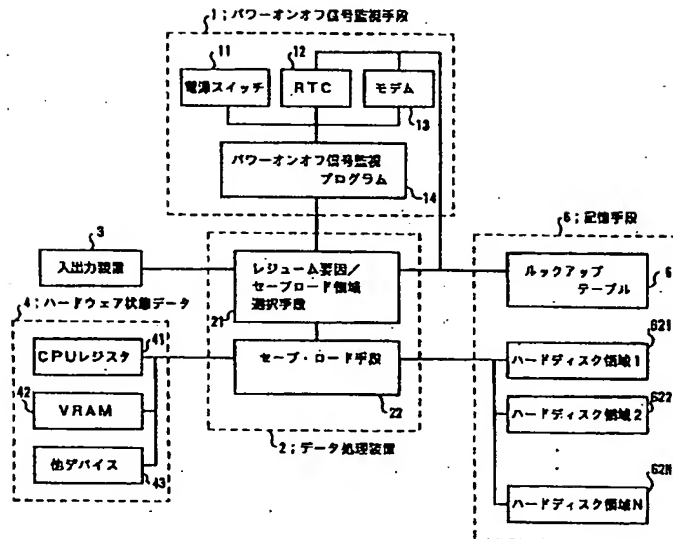 1;パワーオンオフ信号監視手段
11
12
電源スイッチ
RTC
モデム
13
パワーオンオフ信号監視
プログラム
14
6;記憶手段
3
入出力装置
レジューム要因/
セーブロード領域
選択手段
21
ルックアップ
テーブル
6
4;ハードウェア状態データ
41
CPUレジスタ
セーブ・ロード手段
22
621
ハードディスク領域1
42
VRAM
622
ハードディスク領域2
2;データ処理装置
他デバイス
43
62N
ハードディスク領域N